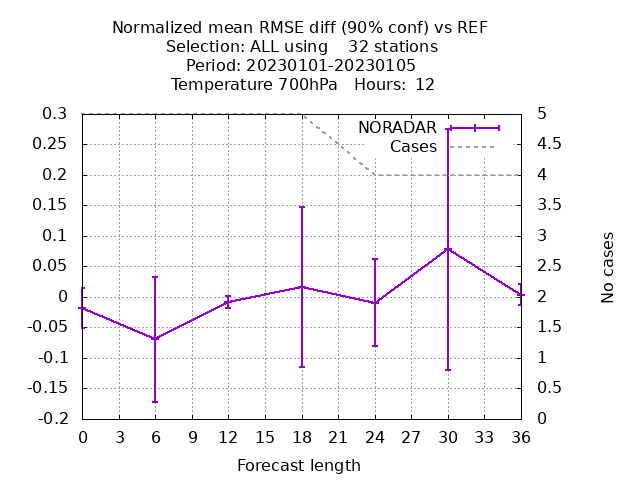 Normalized mean RMSE diff (90% conf) vs REF
Selection: ALL using    32 stations
Period: 20230101-20230105
Temperature 700hPa   Hours:  12
0.3
0.25
0.2
0.15
0.1
0.05
0
-0.05
-0.1
-0.15
-0.2
NORADAR
Cases
5
4.5
4
3.5
3
2.5
2
1.5
1
0.5
0
No cases
0 3 6 9 12 15 18 21 24 27 30 33 36
Forecast length